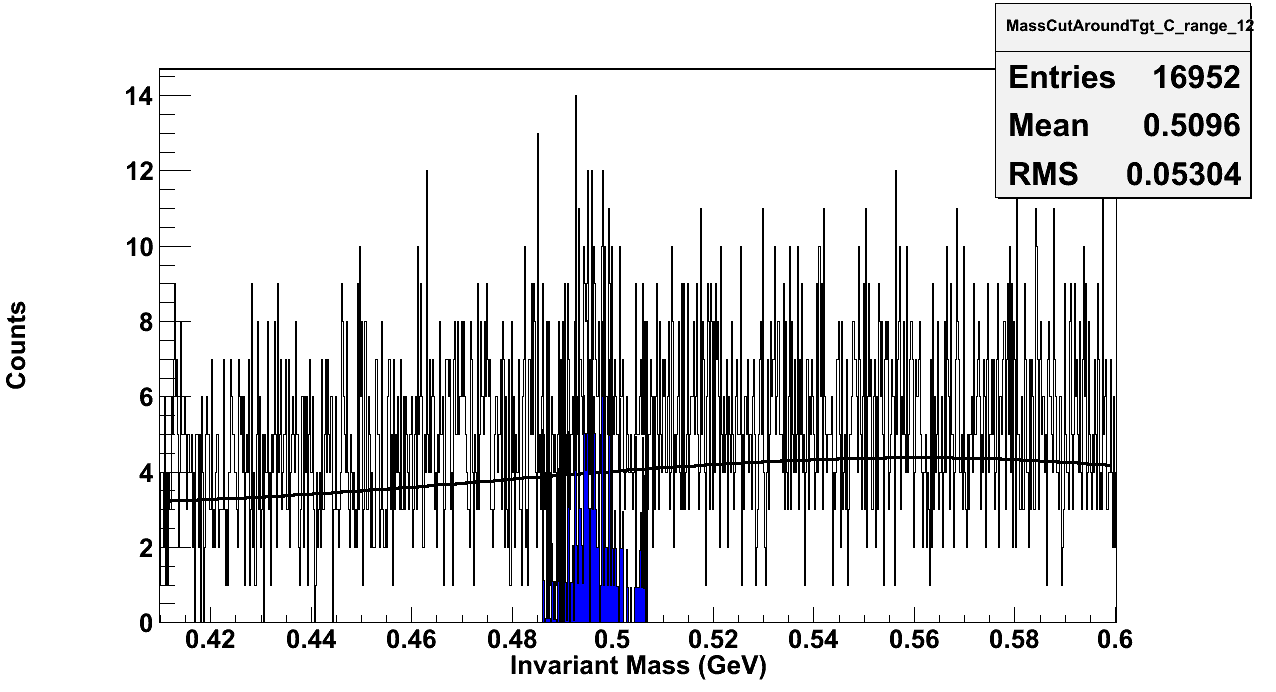 MassCutAroundTgt_C_range_12
Entries 16952
Mean 0.5096
RMS 0.05304
14
12
10
8
6
4
2
0
Counts
0.42 0.44 0.46 0.48 0.5 0.52 0.54 0.56 0.58 0.6
Invariant Mass (GeV)